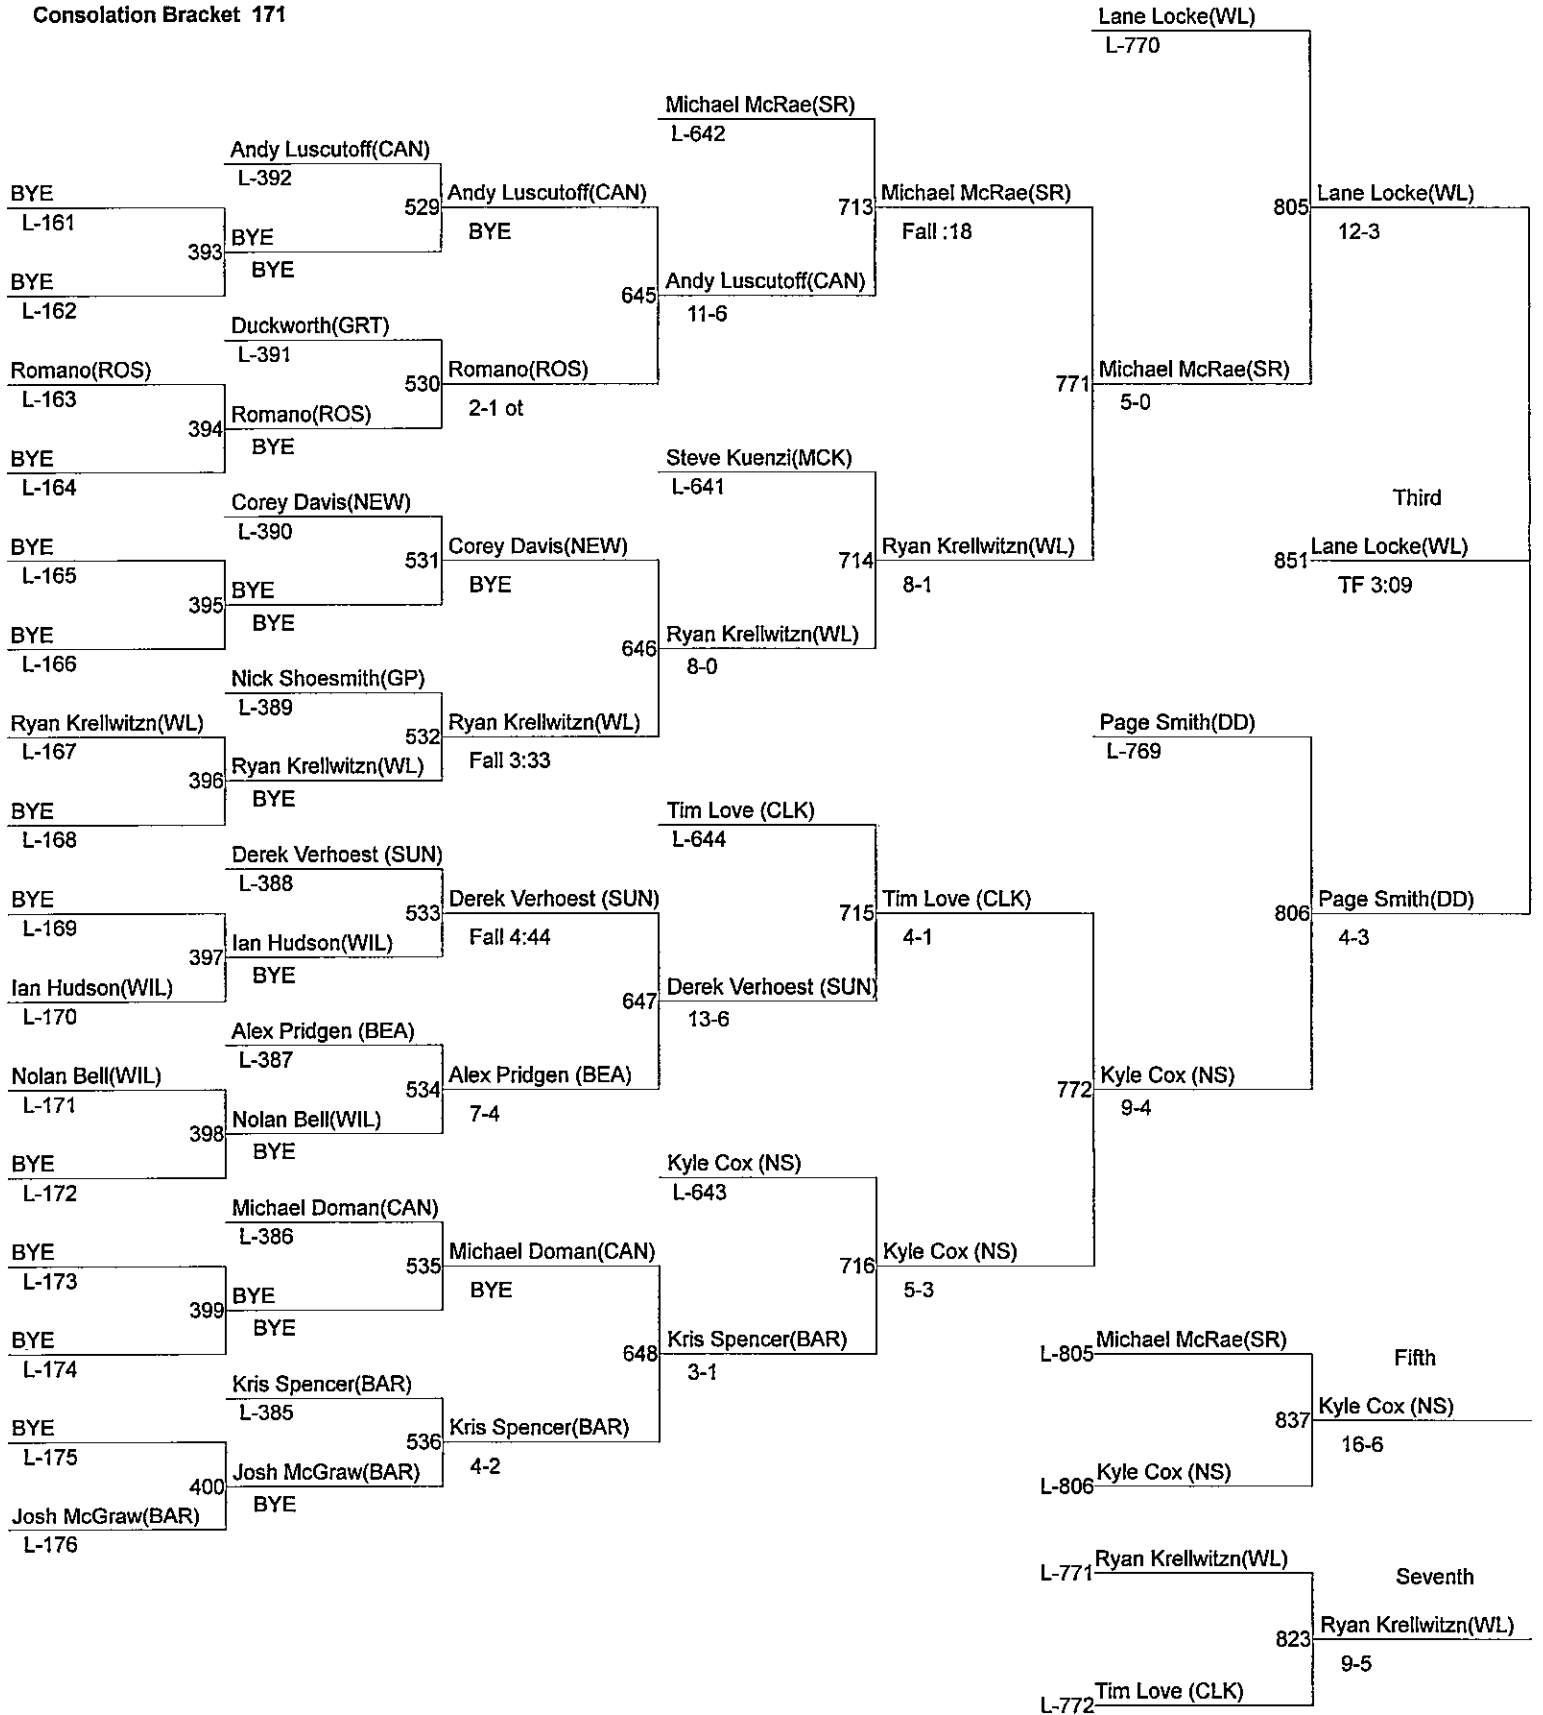 Consolation Bracket 171
BYE
L-161
BYE
L-162
Romano(ROS)
L-163
BYE
L-164
BYE
L-165
BYE
L-166
Ryan Krellwitzn(WL)
L-167
BYE
L-168
BYE
L-169
Ian Hudson(WIL)
L-170
Nolan Bell(WIL)
L-171
BYE
L-172
BYE
L-173
BYE
L-174
BYE
L-175
Josh McGraw(BAR)
L-176
Andy Luscutoff(CAN)
L-392
393
BYE
BYE
Duckworth(GRT)
L-391
394
Romano(ROS)
BYE
Corey Davis(NEW)
L-390
395
BYE
BYE
Nick Shoesmith(GP)
L-389
396
Ryan Krellwitzn(WL)
BYE
Derek Verhoest (SUN)
L-388
397
Ian Hudson(WIL)
BYE
Alex Pridgen (BEA)
L-387
398
Nolan Bell(WIL)
BYE
Michael Doman(CAN)
L-386
399
BYE
BYE
Kris Spencer(BAR)
L-385
400
Josh McGraw(BAR)
BYE
529
Andy Luscutoff(CAN)
BYE
530
Romano(ROS)
2-1 ot
531
Corey Davis(NEW)
BYE
532
Ryan Krellwitzn(WL)
Fall 3:33
533
Derek Verhoest (SUN)
Fall 4:44
534
Alex Pridgen (BEA)
7-4
535
Michael Doman(CAN)
BYE
536
Kris Spencer(BAR)
4-2
Michael McRae(SR)
L-642
645
Andy Luscutoff(CAN)
11-6
Steve Kuenzi(MCK)
L-641
646
Ryan Krellwitzn(WL)
8-0
Tim Love (CLK)
L-644
647
Derek Verhoest (SUN)
13-6
Kyle Cox (NS)
L-643
648
Kris Spencer(BAR)
3-1
713
Michael McRae(SR)
Fall :18
714
Ryan Krellwitzn(WL)
8-1
715
Tim Love (CLK)
4-1
716
Kyle Cox (NS)
5-3
Lane Locke(WL)
L-770
771
Michael McRae(SR)
5-0
Page Smith(DD)
L-769
772
Kyle Cox (NS)
9-4
805
Lane Locke(WL)
12-3
Third
851
Lane Locke(WL)
TF 3:09
806
Page Smith(DD)
4-3
L-805
Michael McRae(SR)
Fifth
837
Kyle Cox (NS)
16-6
L-806
Kyle Cox (NS)
L-771
Ryan Krellwitzn(WL)
Seventh
823
Ryan Krellwitzn(WL)
9-5
L-772
Tim Love (CLK)